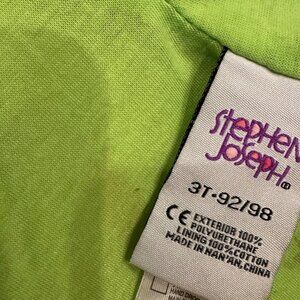 Stephen
Joseph
3T-92/98
CE EXTERIOR 100%
POLYURETHANE
LINING 100% COTTON
MADE IN NAN'AN, CHINA